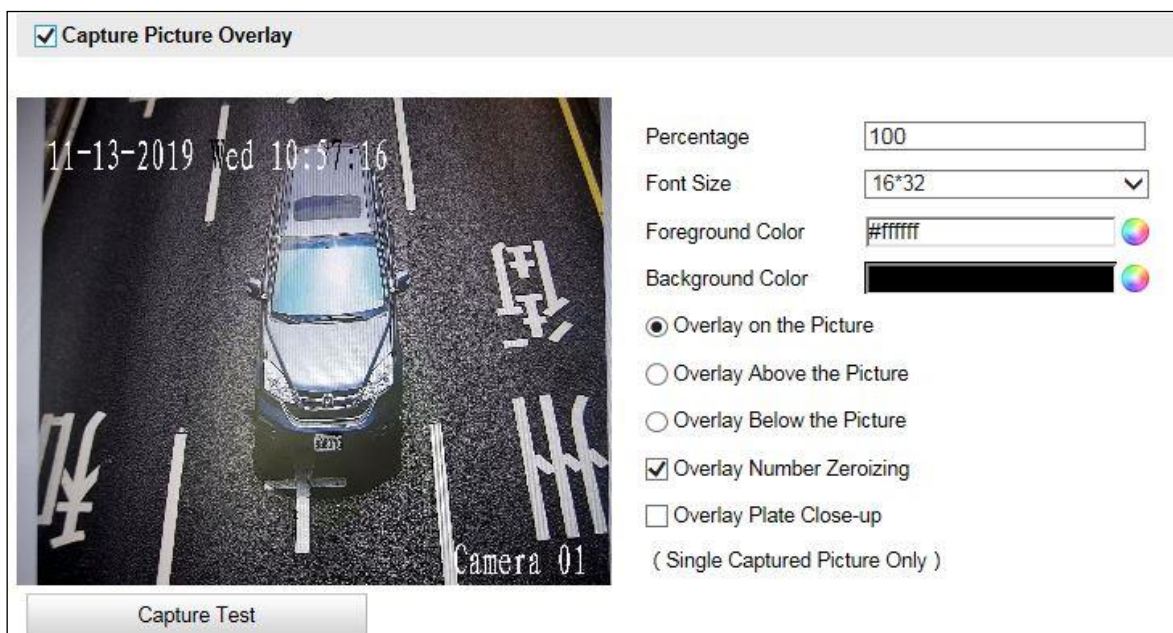 Capture Picture Overlay
11-13-2019 Wed 10:57:16
Camera 01
Capture Test
Percentage 100
Font Size 16*32
Foreground Color #ffffff
Background Color
Overlay on the Picture
Overlay Above the Picture
Overlay Below the Picture
Overlay Number Zeroizing
Overlay Plate Close-up
( Single Captured Picture Only )